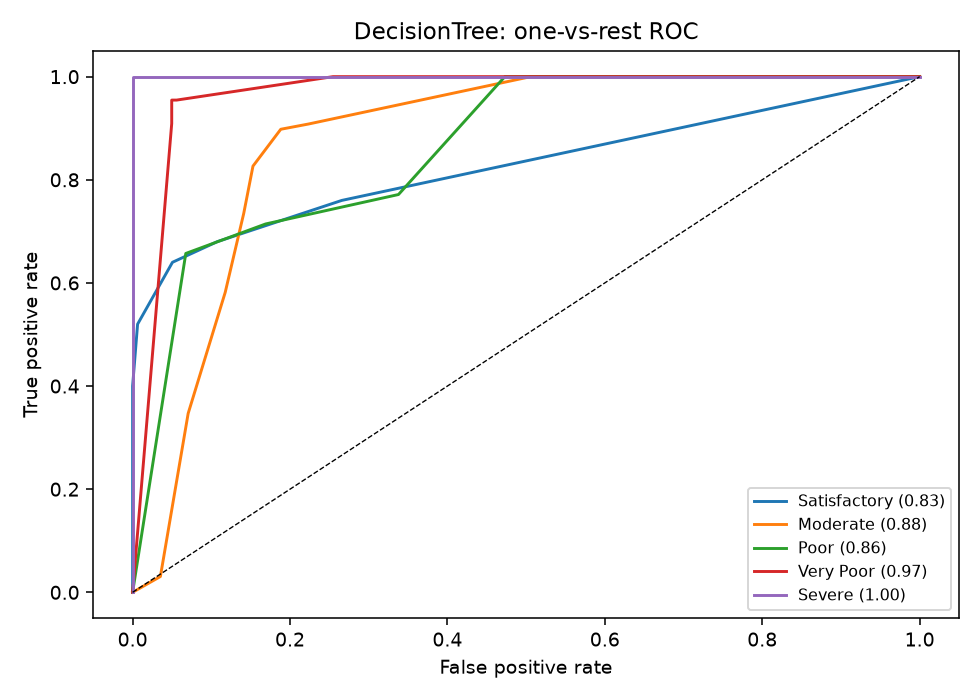 DecisionTree: one-vs-rest ROC
True positive rate
1.0
0.8
0.6
0.4
0.2
0.0
0.0 0.2 0.4 0.6 0.8 1.0
False positive rate
Satisfactory (0.83)
Moderate (0.88)
Poor (0.86)
Very Poor (0.97)
Severe (1.00)